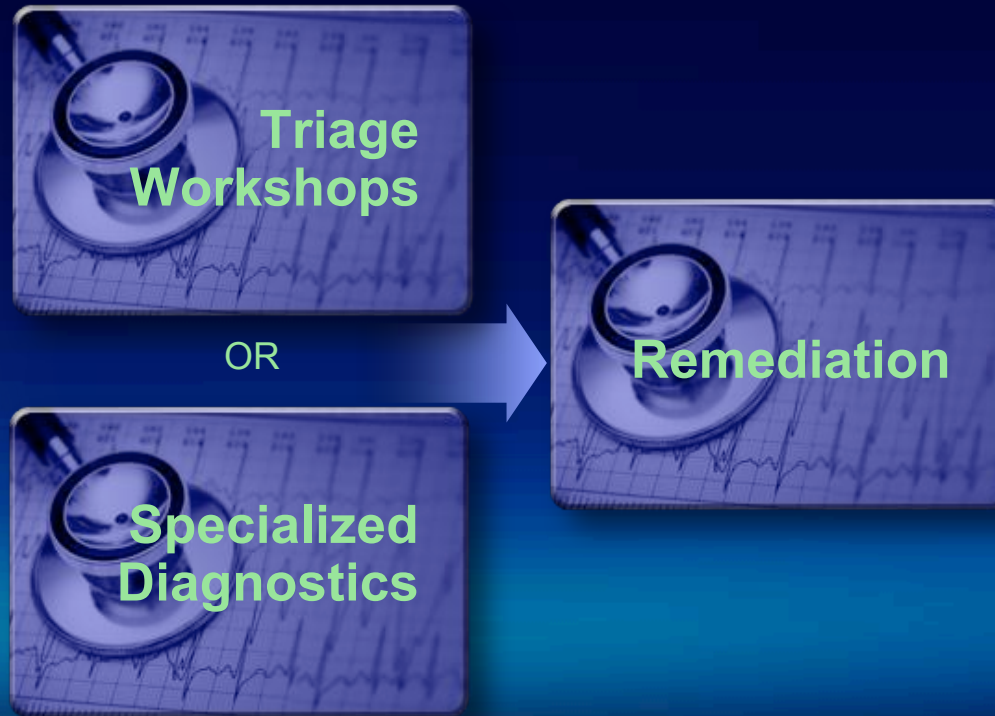 Triage
Workshops
OR
Specialized
Diagnostics
Remediation